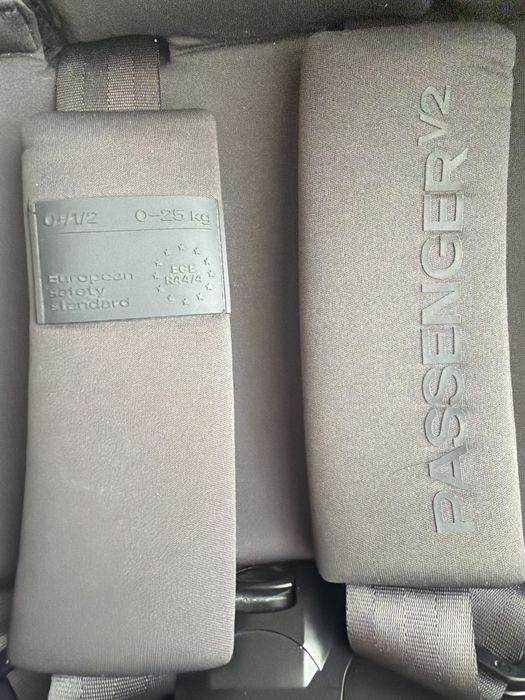 0+/1/2 0-25 kg
European
safety
standard
ECE
R44/4
PASSENGER V2